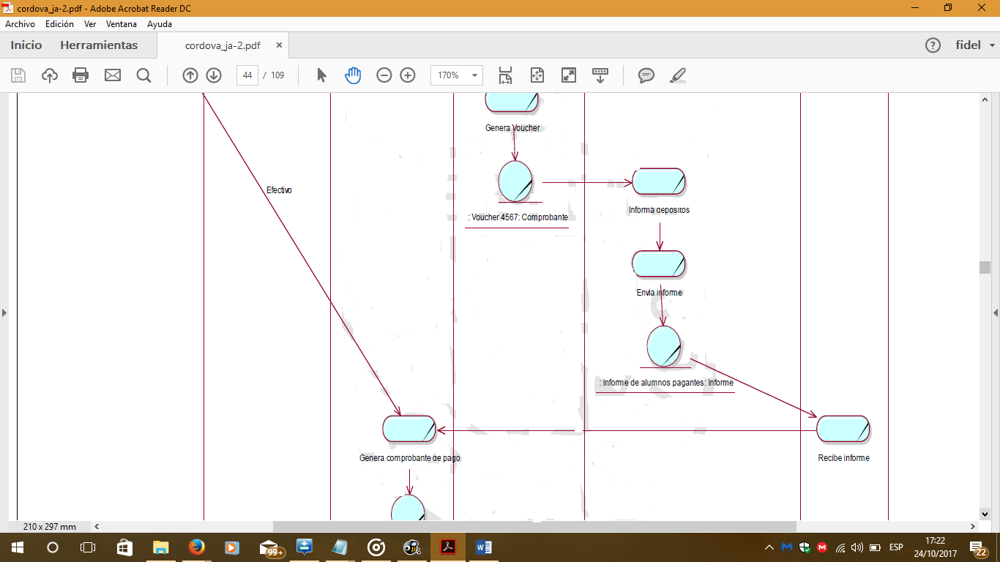 cordova_ja-2.pdf - Adobe Acrobat Reader DC
Archivo Edición Ver Ventana Ayuda
Inicio Herramientas cordova_ja-2.pdf × ? fidel
44 / 109 170%
Genera Voucher
Efectivo
: Voucher 4567: Comprobante
Informa depositos
Envia informe
: Informe de alumnos pagantes: Informe
Genera comprobante de pago
Recibe informe
210 x 297 mm
99+
ESP
17:22
24/10/2017
22